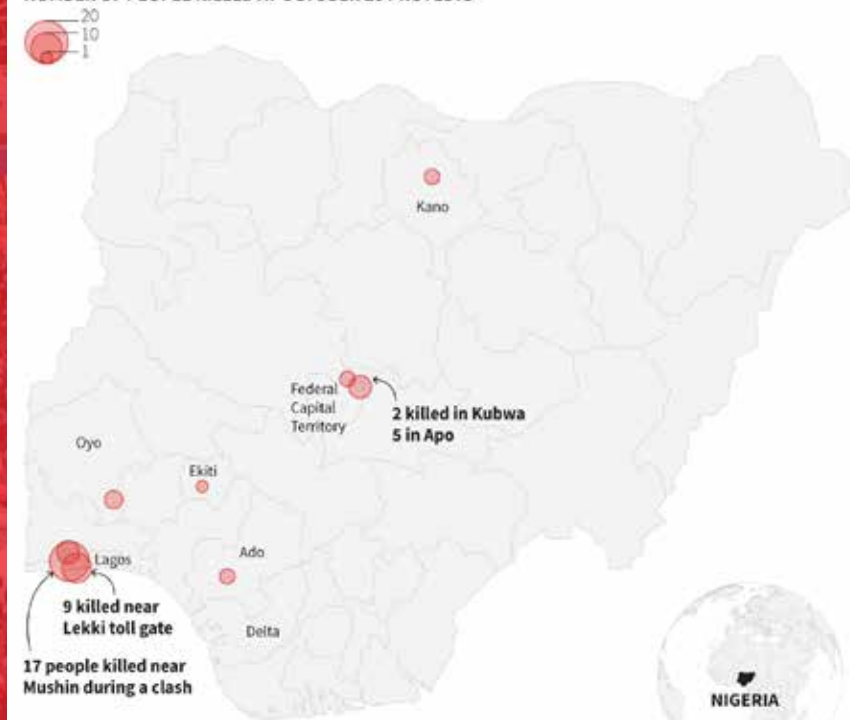 20
10
1
Kano
Federal
Capital
Territory
2 killed in Kubwa
5 in Apo
Oyo
Ekiti
Lagos
Ado
9 killed near
Lekki toll gate
Delta
17 people killed near
Mushin during a clash
NIGERIA